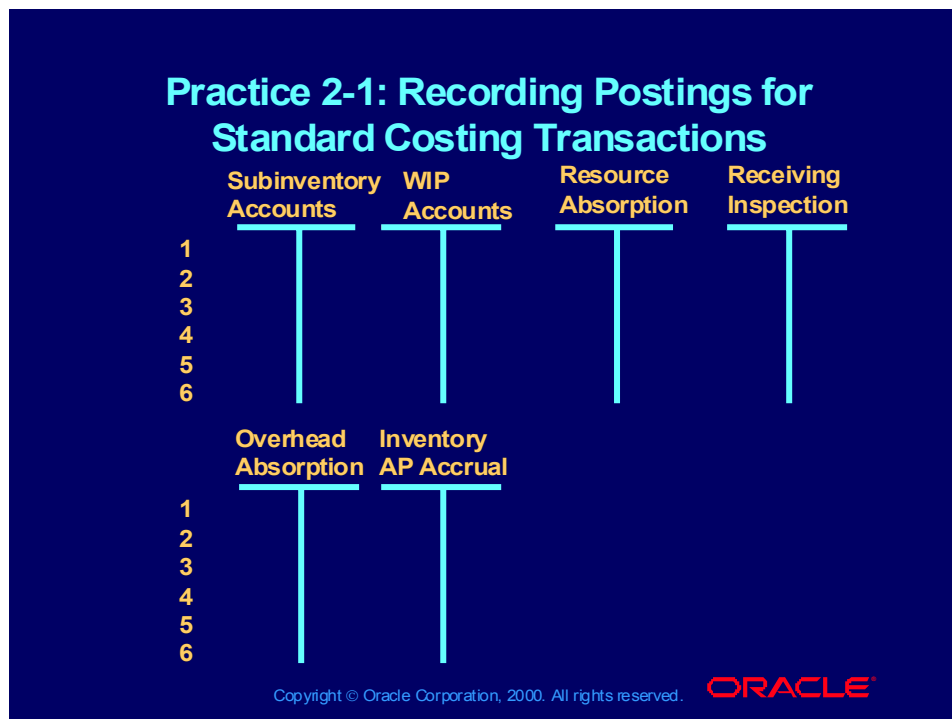 Practice 2-1: Recording Postings for
Standard Costing Transactions
Subinventory Accounts
WIP Accounts
Resource Absorption
Receiving Inspection
1
2
3
4
5
6
Overhead Absorption
Inventory AP Accrual
1
2
3
4
5
6
Copyright © Oracle Corporation, 2000. All rights reserved.
ORACLE®